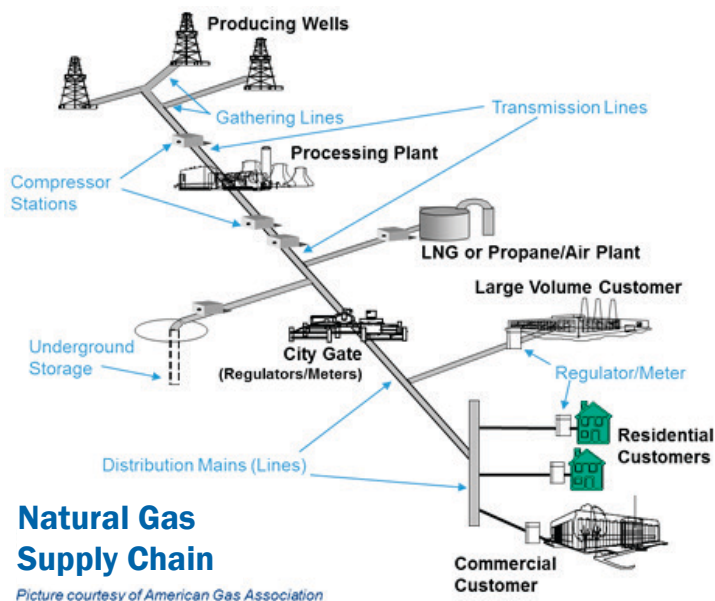 Producing Wells
Gathering Lines
Transmission Lines
Processing Plant
Compressor
Stations
LNG or Propane/Air Plant
Large Volume Customer
Underground
Storage
City Gate
(Regulators/Meters)
Regulator/Meter
Residential
Customers
Distribution Mains (Lines)
Natural Gas
Supply Chain
Commercial
Customer
Picture courtesy of American Gas Association